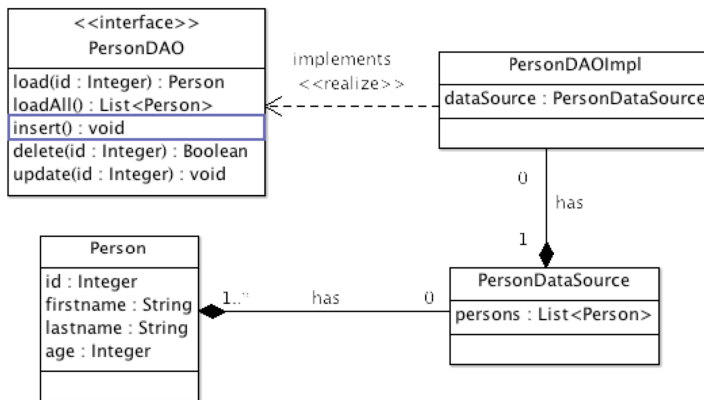 <<interface>>
PersonDAO
load(id : Integer) : Person
loadAll() : List<Person>
insert() : void
delete(id : Integer) : Boolean
update(id : Integer) : void
implements
<<realize>>
PersonDAOImpl
dataSource : PersonDataSource
0
has
1
Person
id : Integer
firstname : String
lastname : String
age : Integer
1..*
has
0
PersonDataSource
persons : List<Person>